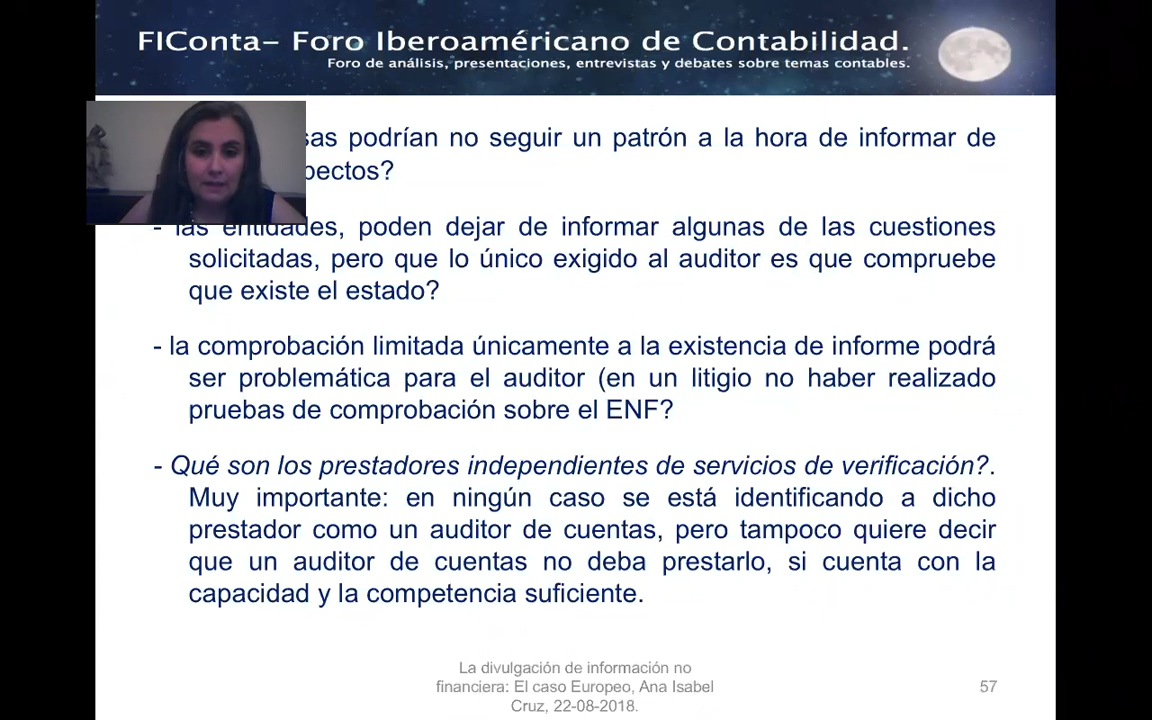 FIConta– Foro Iberoaméricano de Contabilidad.
Foro de análisis, presentaciones, entrevistas y debates sobre temas contables.
podrían no seguir un patrón a la hora de informar de
- las entidades, poden dejar de informar algunas de las cuestiones
solicitadas, pero que lo único exigido al auditor es que compruebe
que existe el estado?
- la comprobación limitada únicamente a la existencia de informe podrá
ser problemática para el auditor (en un litigio no haber realizado
pruebas de comprobación sobre el ENF?
- Qué son los prestadores independientes de servicios de verificación?.
Muy importante: en ningún caso se está identificando a dicho
prestador como un auditor de cuentas, pero tampoco quiere decir
que un auditor de cuentas no deba prestarlo, si cuenta con la
capacidad y la competencia suficiente.
La divulgación de información no
financiera: El caso Europeo, Ana Isabel
Cruz, 22-08-2018.
57